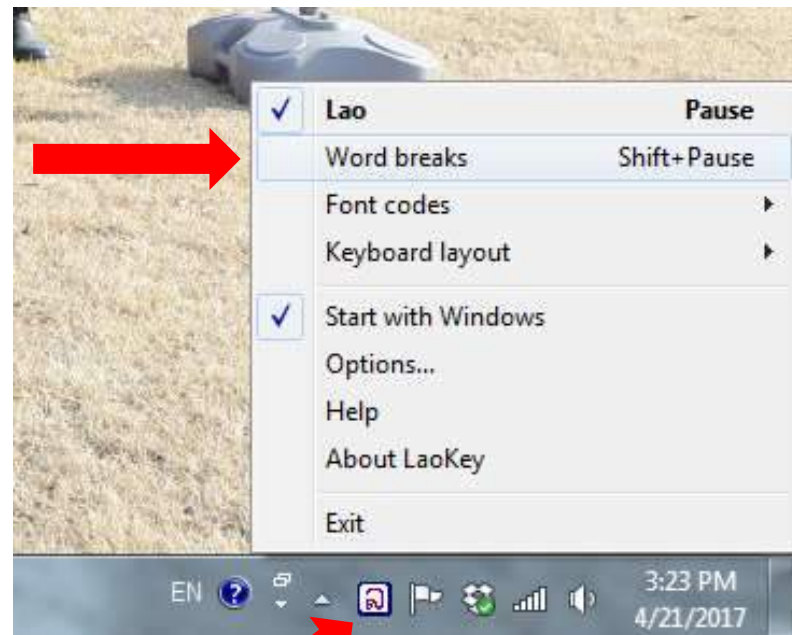 Lao Pause
Word breaks Shift+Pause
Font codes
Keyboard layout
Start with Windows
Options...
Help
About LaoKey
Exit
EN 3:23 PM
4/21/2017